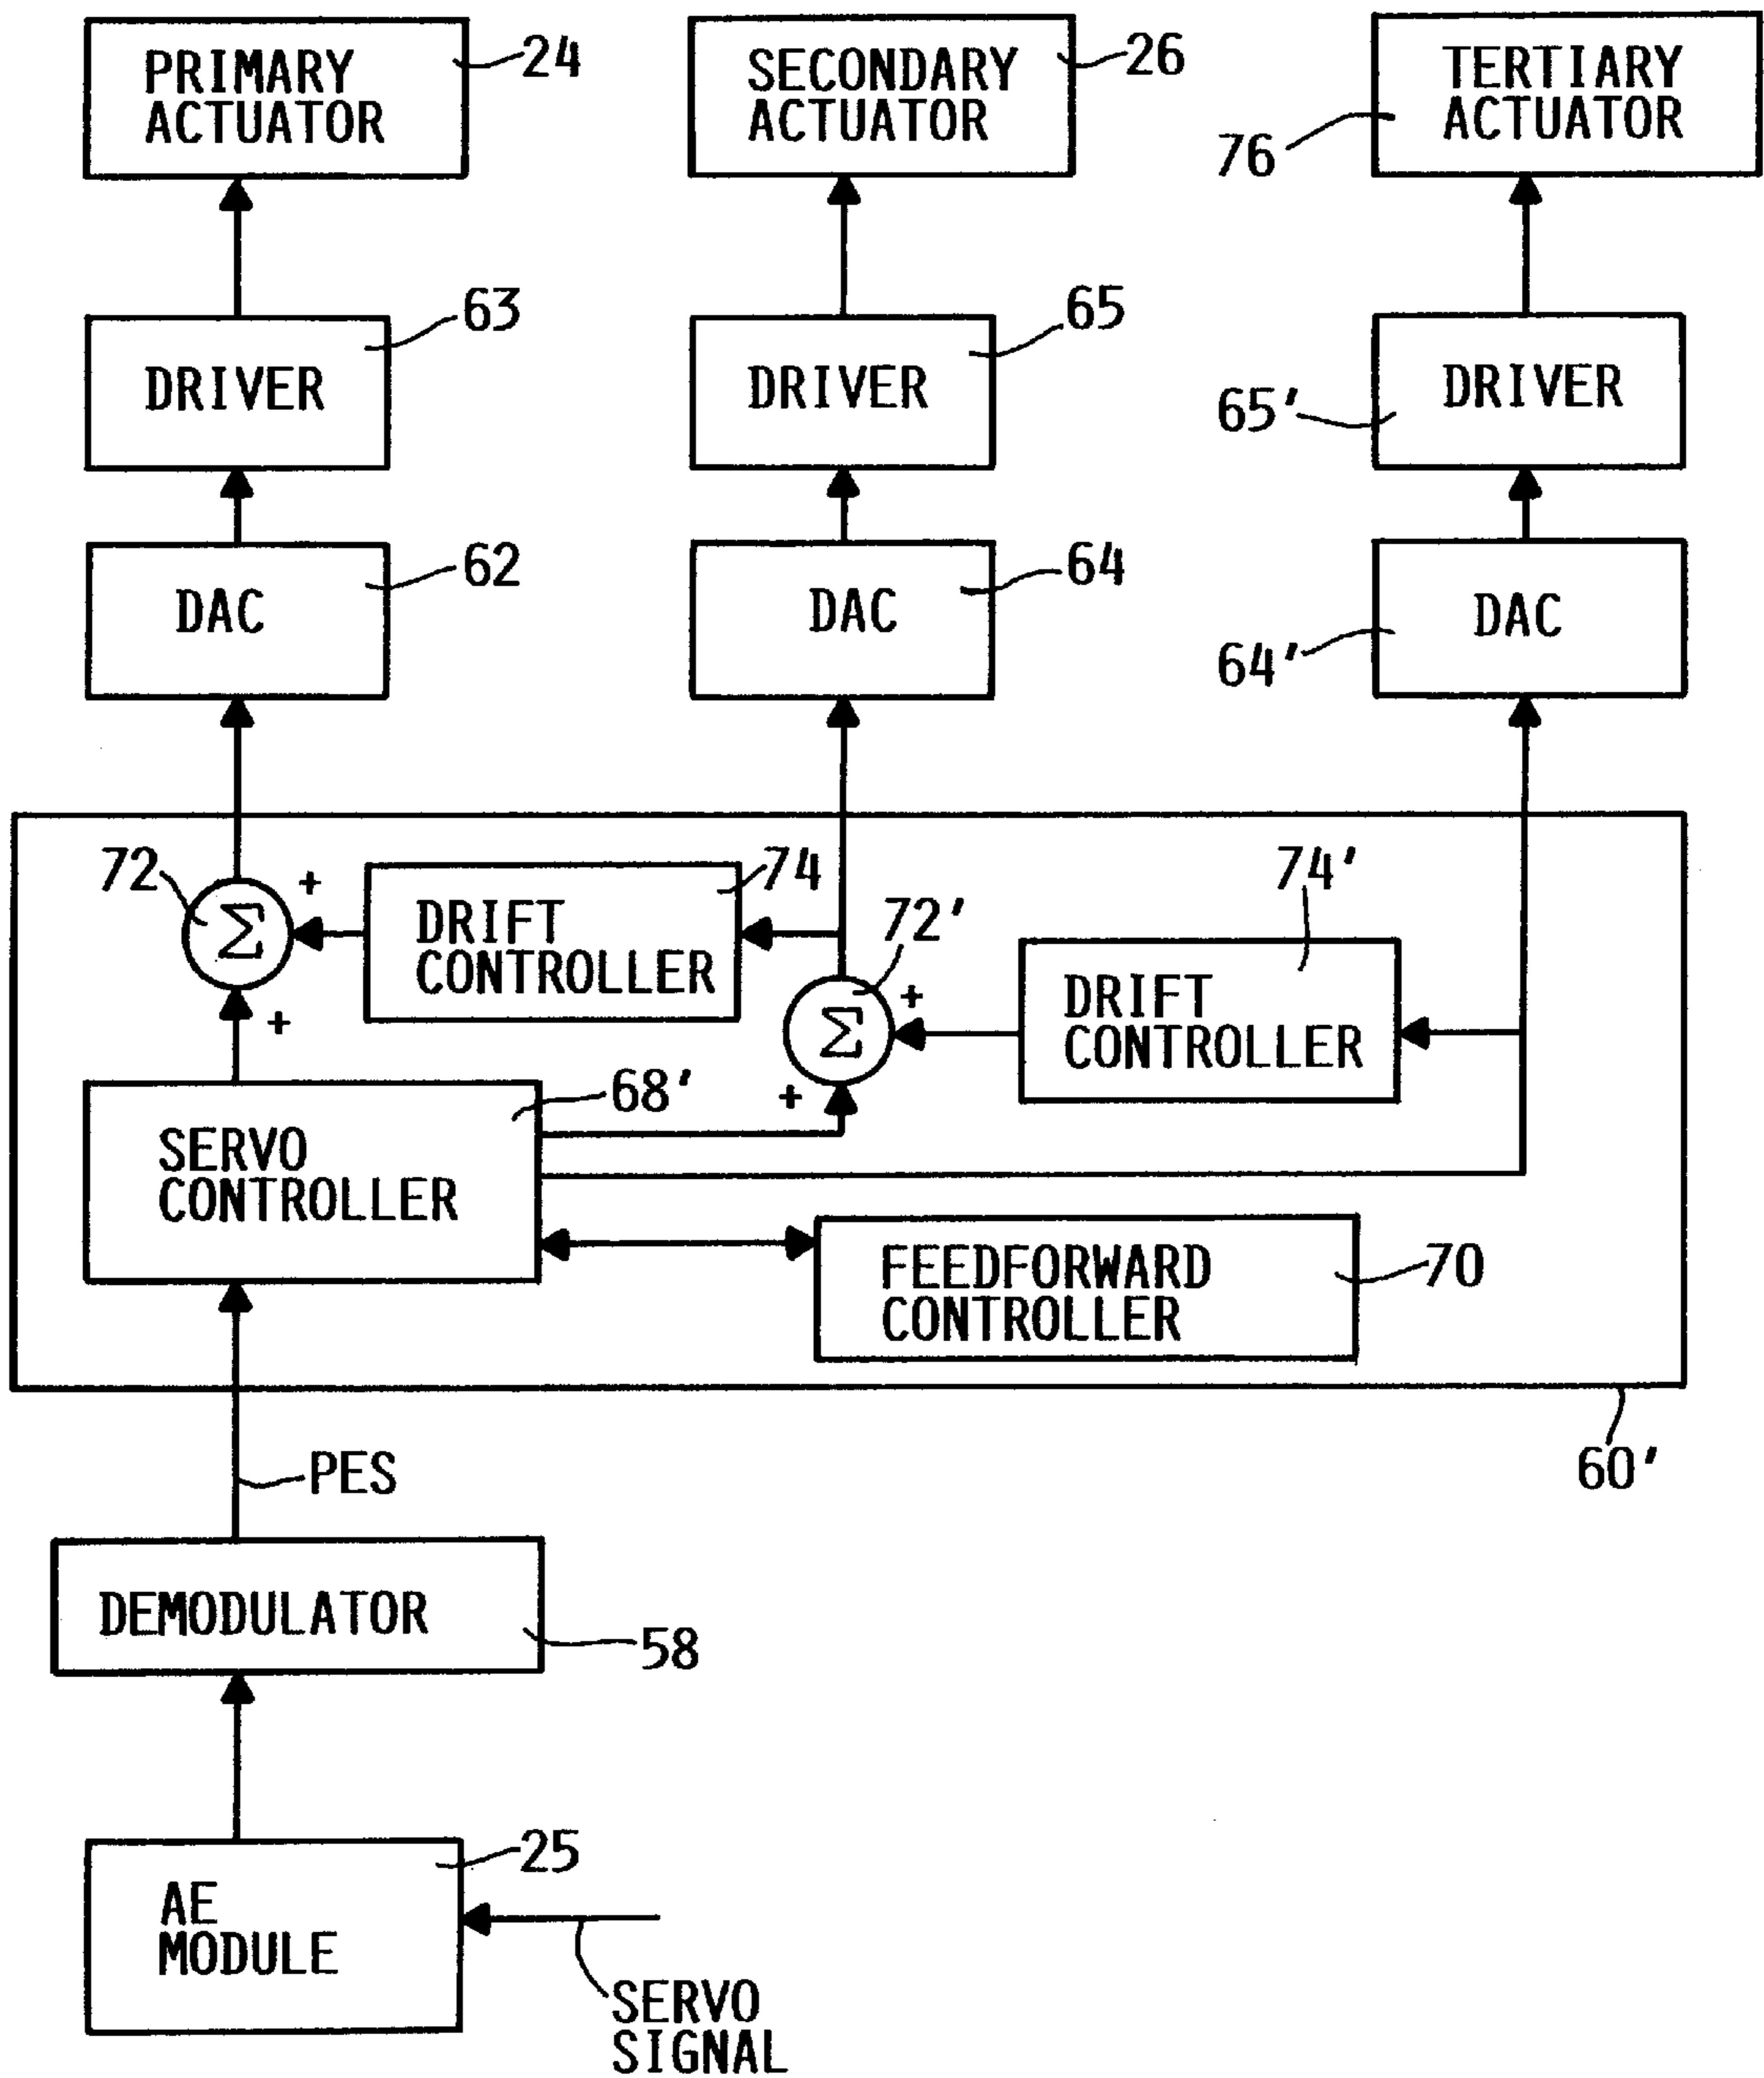 PRIMARY
ACTUATOR
24
SECONDARY
ACTUATOR
26
TERTIARY
ACTUATOR
76
DRIVER
63
DRIVER
65
DRIVER
65'
DAC
62
DAC
64
DAC
64'
72
Σ
+
+
DRIFT
CONTROLLER
74
72'
Σ
+
+
DRIFT
CONTROLLER
74'
SERVO
CONTROLLER
68'
FEEDFORWARD
CONTROLLER
70
60'
PES
DEMODULATOR
58
AE
MODULE
25
SERVO
SIGNAL